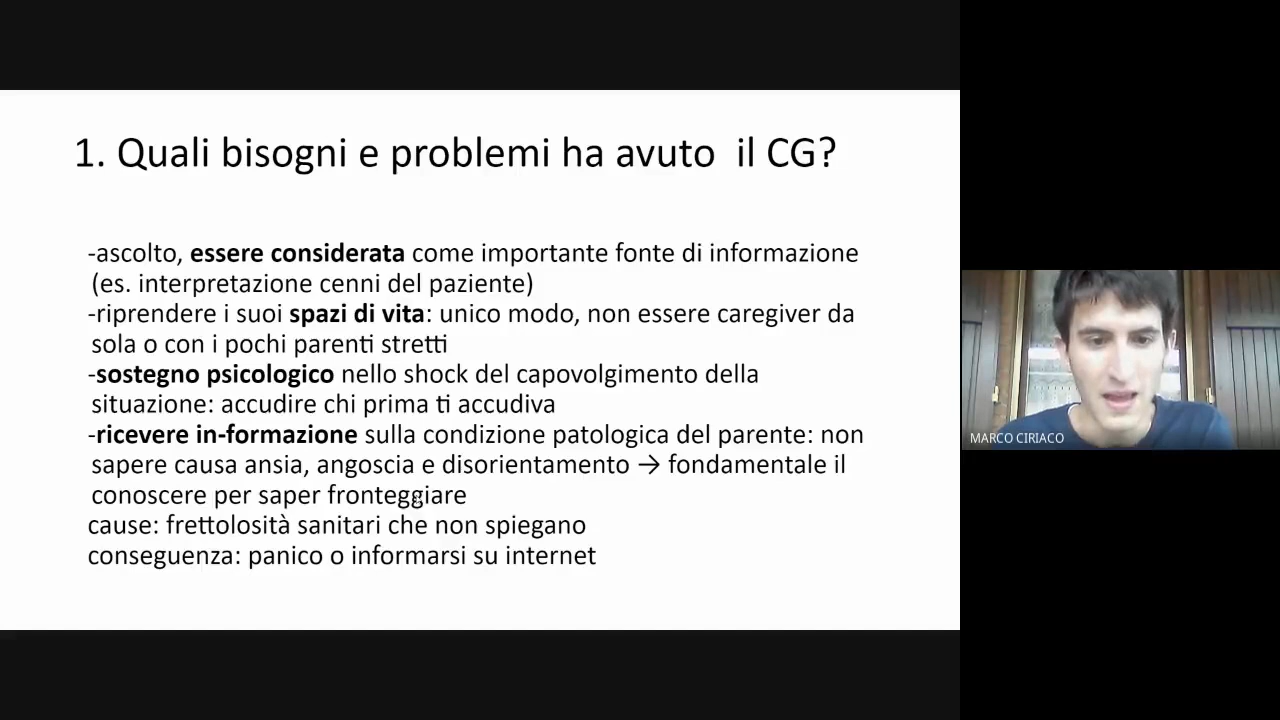 1. Quali bisogni e problemi ha avuto  il CG?
-ascolto, essere considerata come importante fonte di informazione
(es. interpretazione cenni del paziente)
-riprendere i suoi spazi di vita: unico modo, non essere caregiver da
sola o con i pochi parenti stretti
-sostegno psicologico nello shock del capovolgimento della
situazione: accudire chi prima ti accudiva
-ricevere in-formazione sulla condizione patologica del parente: non
sapere causa ansia, angoscia e disorientamento → fondamentale il
conoscere per saper fronteggiare
cause: frettolosità sanitari che non spiegano
conseguenza: panico o informarsi su internet
MARCO CIRIACO